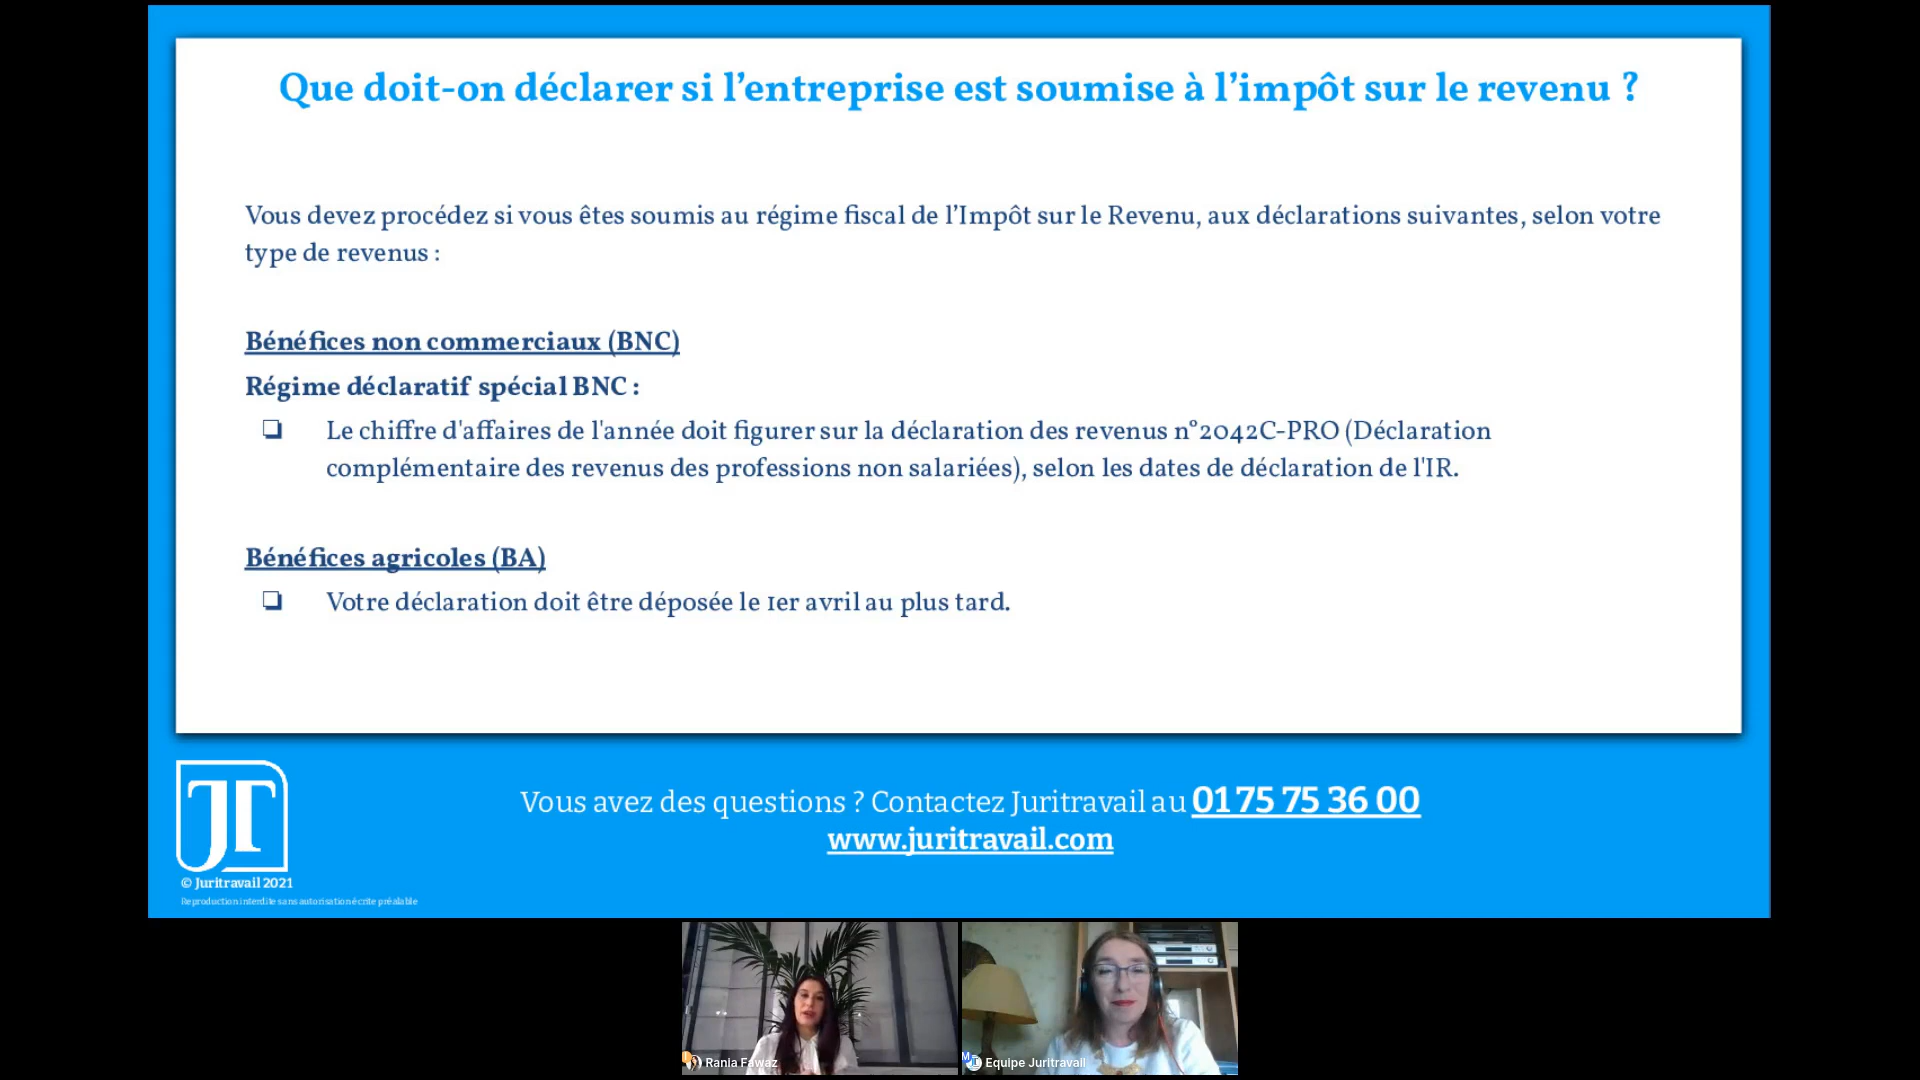 Que doit-on déclarer si l’entreprise est soumise à l’impôt sur le revenu ?
Vous devez procédez si vous êtes soumis au régime fiscal de l’Impôt sur le Revenu, aux déclarations suivantes, selon votre
type de revenus :
Bénéfices non commerciaux (BNC)
Régime déclaratif spécial BNC :
Le chiffre d'affaires de l'année doit figurer sur la déclaration des revenus n°2042C-PRO (Déclaration
complémentaire des revenus des professions non salariées), selon les dates de déclaration de l'IR.
Bénéfices agricoles (BA)
Votre déclaration doit être déposée le 1er avril au plus tard.
JT
Vous avez des questions ? Contactez Juritravail au 01 75 75 36 00
www.juritravail.com
© Juritravail 2021
Reproduction interdite sans autorisation écrite préalable
Rania Fawaz
Equipe Juritravail